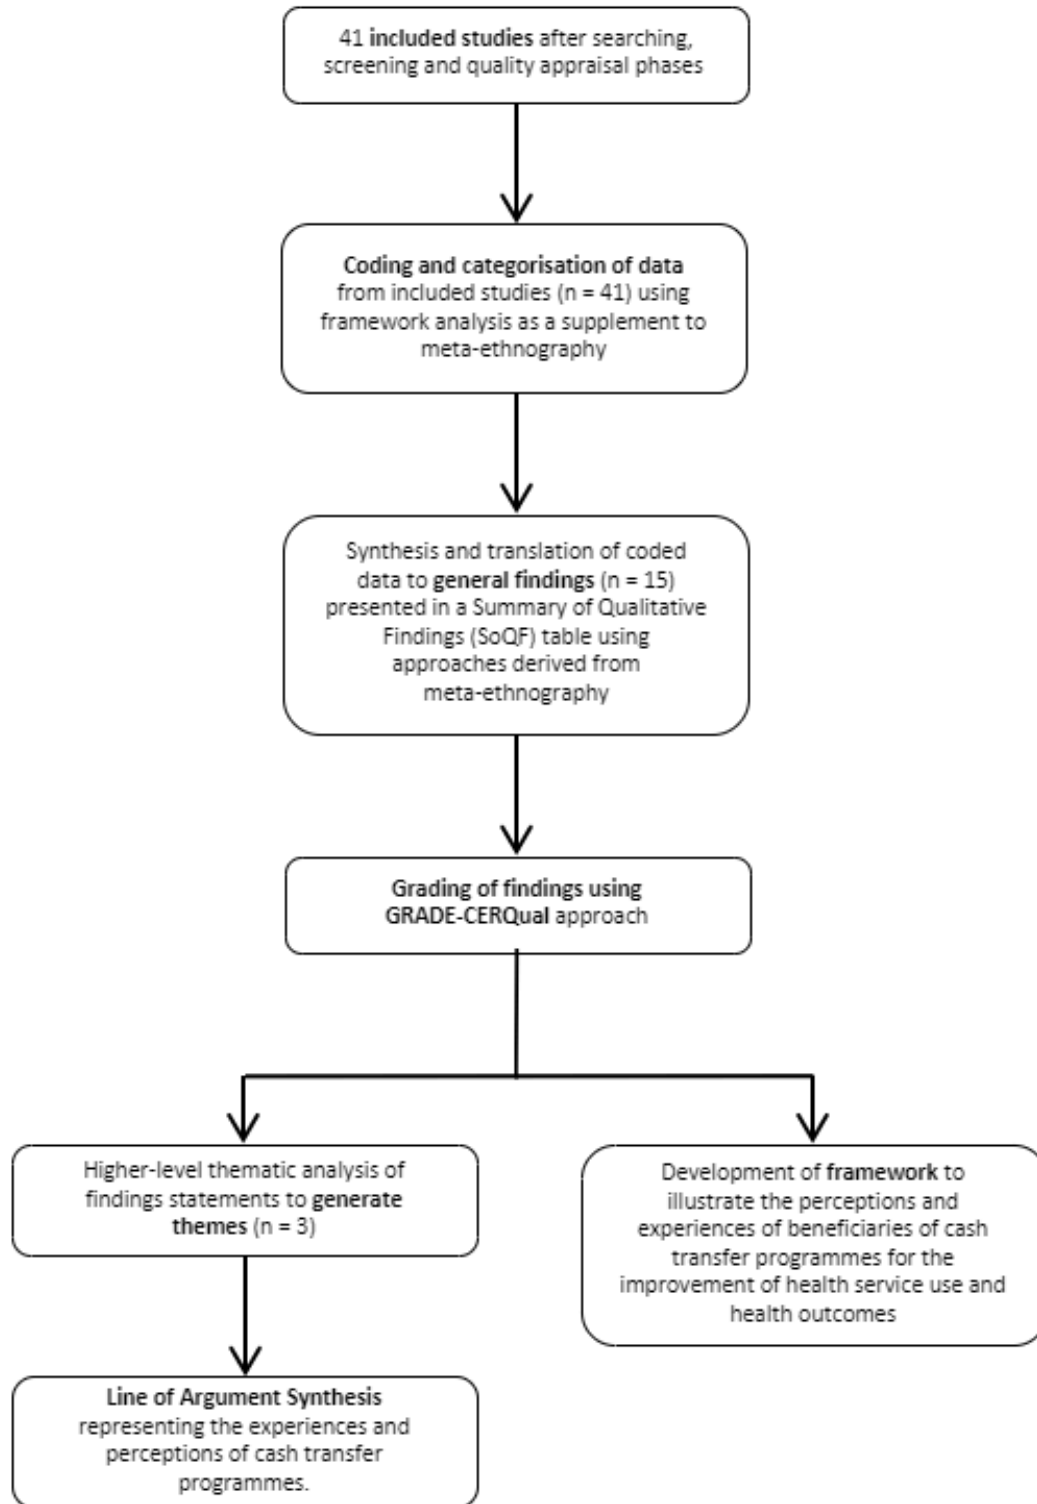 41 included studies after searching,
screening and quality appraisal phases
Coding and categorisation of data
from included studies (n = 41) using
framework analysis as a supplement to
meta-ethnography
Synthesis and translation of coded
data to general findings (n = 15)
presented in a Summary of Qualitative
Findings (SoQF) table using
approaches derived from
meta-ethnography
Grading of findings using
GRADE-CERQual approach
Higher-level thematic analysis of
findings statements to generate
themes (n = 3)
Development of framework to
illustrate the perceptions and
experiences of beneficiaries of cash
transfer programmes for the
improvement of health service use and
health outcomes
Line of Argument Synthesis
representing the experiences and
perceptions of cash transfer
programmes.